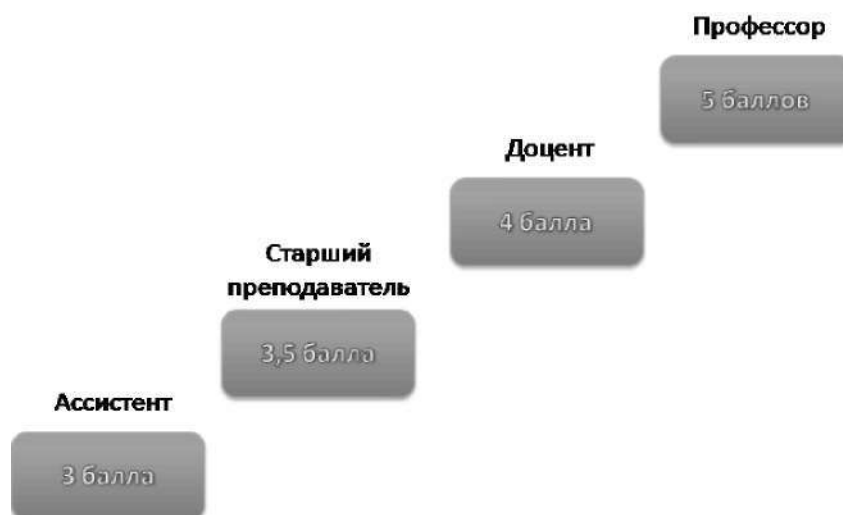 Профессор
5 баллов
Доцент
4 балла
Старший
преподаватель
3,5 балла
Ассистент
3 балла